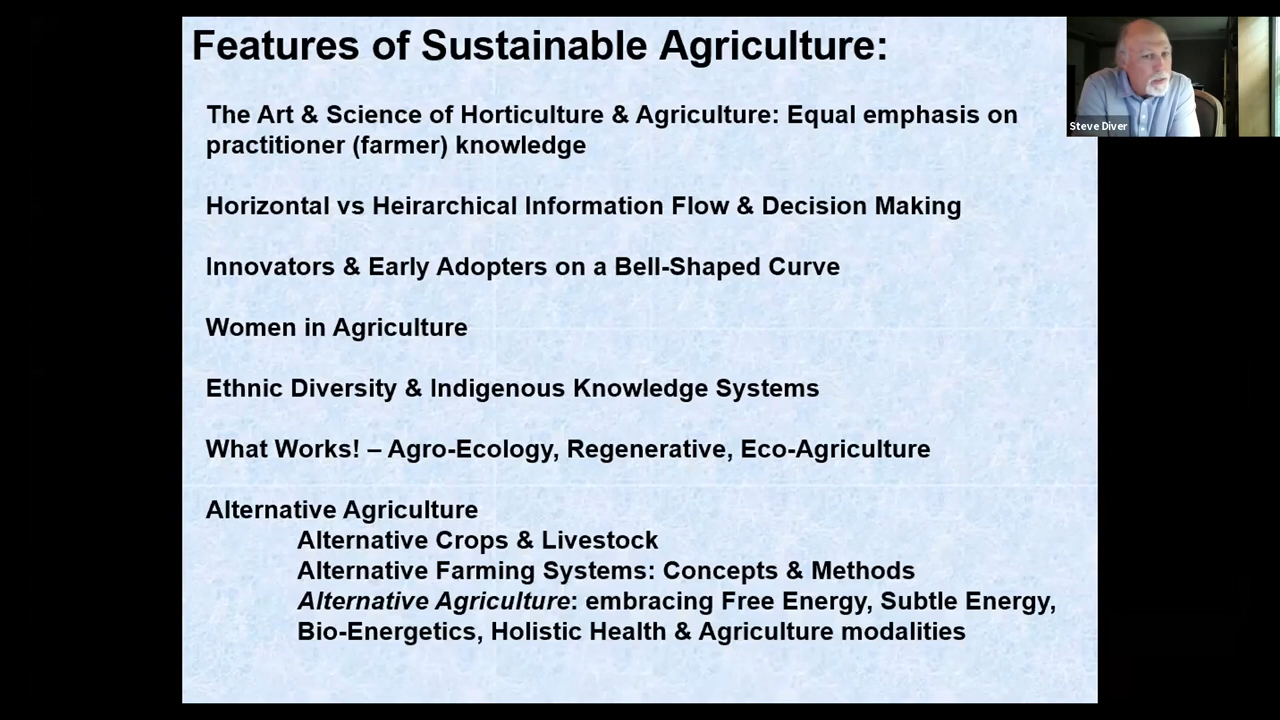 Features of Sustainable Agriculture:
The Art & Science of Horticulture & Agriculture: Equal emphasis on
practitioner (farmer) knowledge
Horizontal vs Heirarchical Information Flow & Decision Making
Innovators & Early Adopters on a Bell-Shaped Curve
Women in Agriculture
Ethnic Diversity & Indigenous Knowledge Systems
What Works! – Agro-Ecology, Regenerative, Eco-Agriculture
Alternative Agriculture
Alternative Crops & Livestock
Alternative Farming Systems: Concepts & Methods
Alternative Agriculture: embracing Free Energy, Subtle Energy,
Bio-Energetics, Holistic Health & Agriculture modalities
Steve Diver